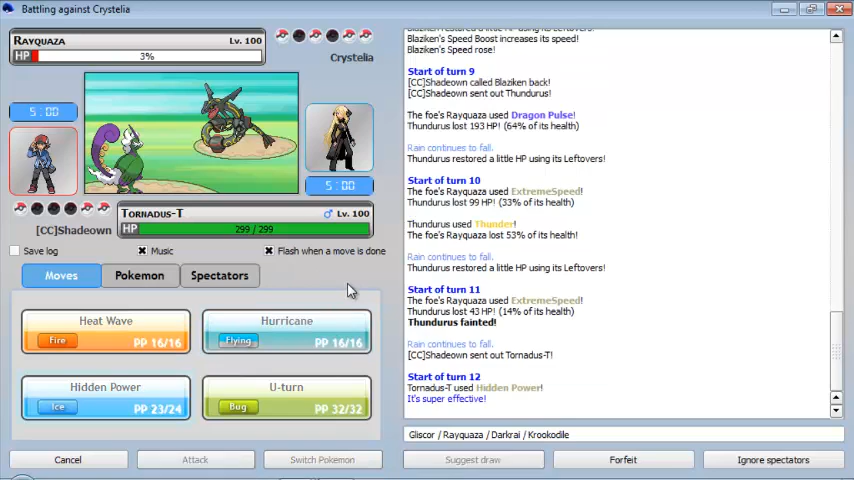 Battling against Crystelia
RAYQUAZA Lv. 100
HP 3%
Crystelia
5:00
5:00
TORNADUS-T Lv. 100
[CC]Shadeown
HP 299 / 299
Save log
Music
Flash when a move is done
Moves
Pokemon
Spectators
Heat Wave
Fire PP 16/16
Hurricane
Flying PP 16/16
Hidden Power
Ice PP 23/24
U-turn
Bug PP 32/32
Cancel
Attack
Switch Pokemon
Blaziken restored a little HP using its Leftovers!
Blaziken's Speed Boost increases its speed!
Blaziken's Speed rose!
Start of turn 9
[CC]Shadeown called Blaziken back!
[CC]Shadeown sent out Thundurus!
The foe's Rayquaza used Dragon Pulse!
Thundurus lost 193 HP! (64% of its health)
Rain continues to fall.
Thundurus restored a little HP using its Leftovers!
Start of turn 10
The foe's Rayquaza used ExtremeSpeed!
Thundurus lost 99 HP! (33% of its health)
Thundurus used Thunder!
The foe's Rayquaza lost 53% of its health!
Rain continues to fall.
Thundurus restored a little HP using its Leftovers!
Start of turn 11
The foe's Rayquaza used ExtremeSpeed!
Thundurus lost 43 HP! (14% of its health)
Thundurus fainted!
Rain continues to fall.
[CC]Shadeown sent out Tornadus-T!
Start of turn 12
Tornadus-T used Hidden Power!
It's super effective!
Gliscor / Rayquaza / Darkrai / Krookodile
Suggest draw
Forfeit
Ignore spectators